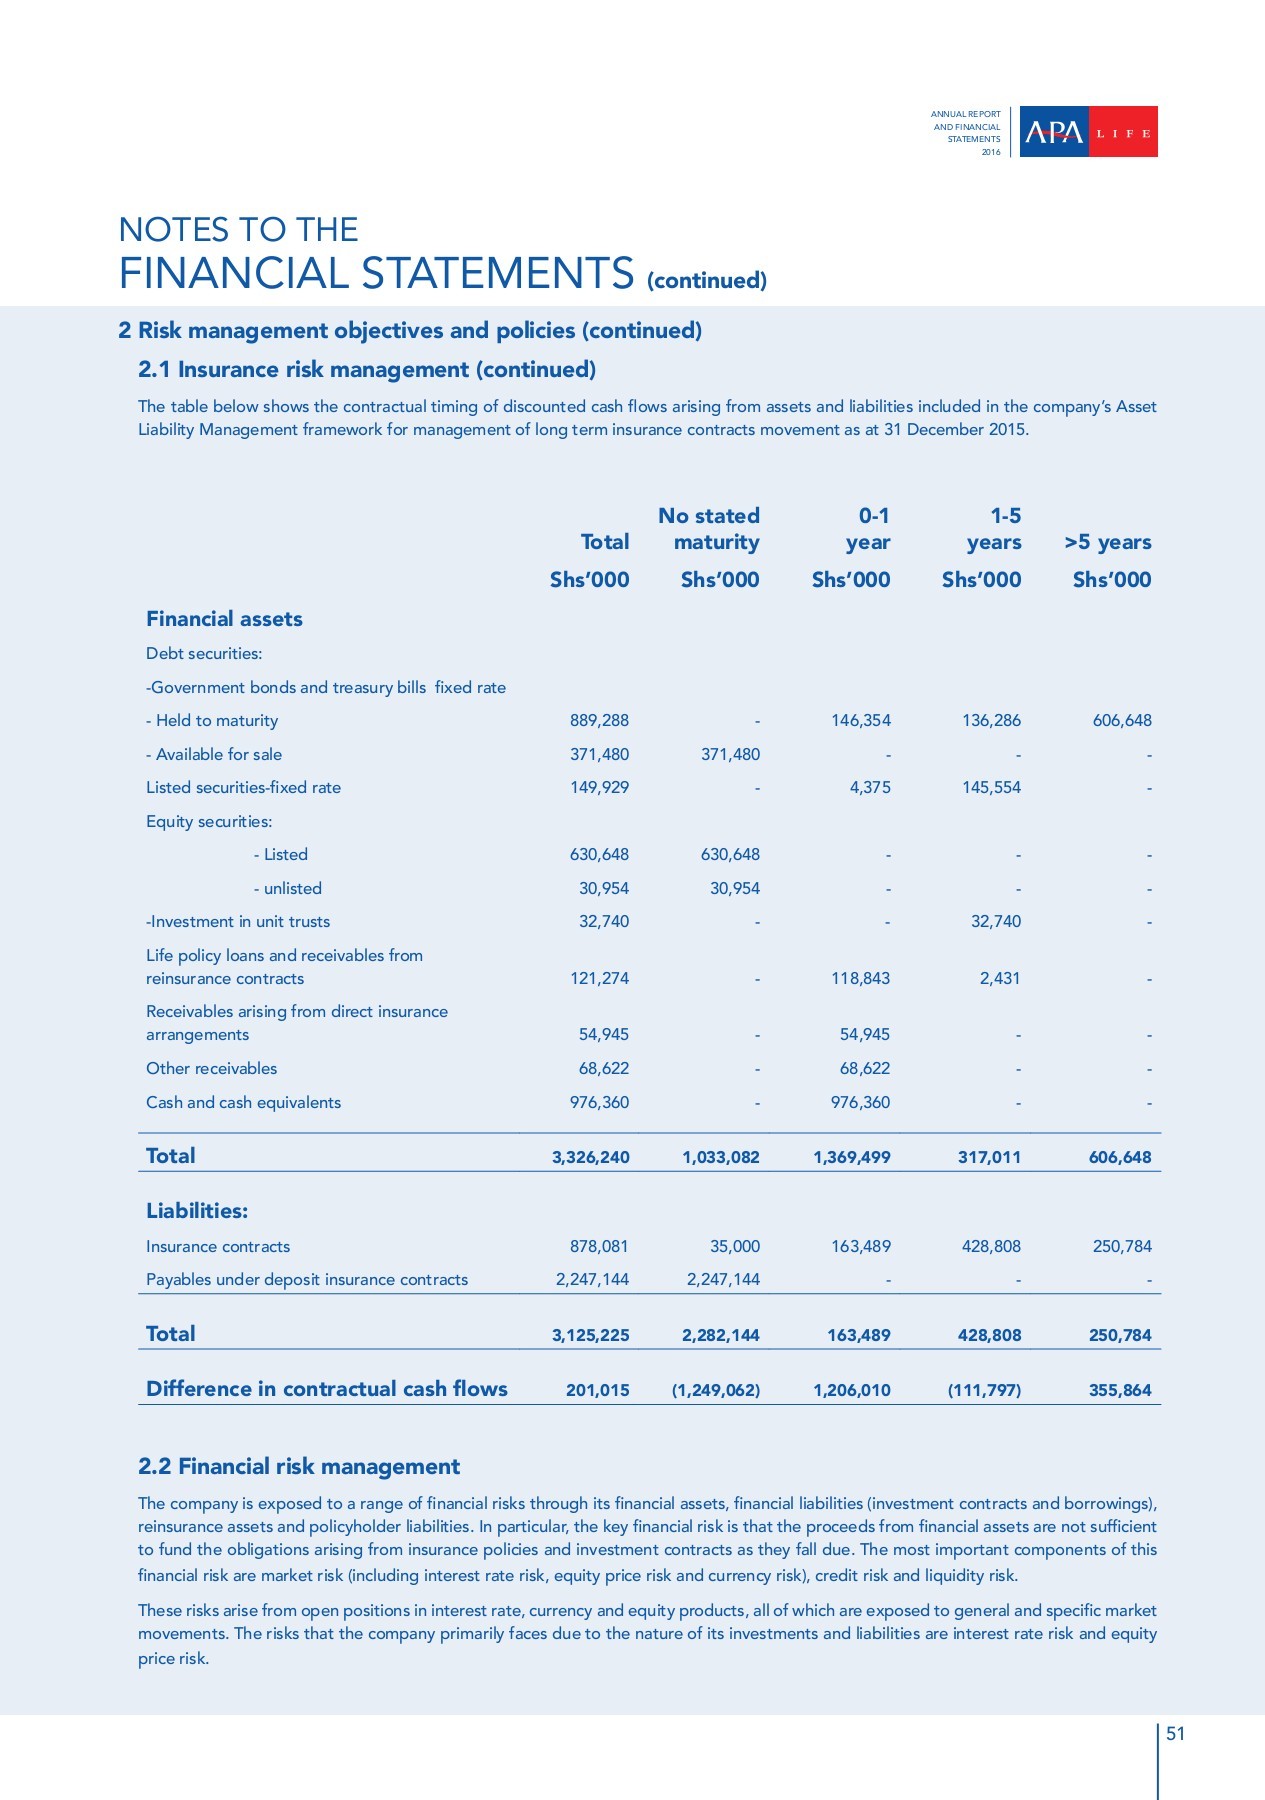 ANNUAL REPORT
AND FINANCIAL
STATEMENTS
2016
APA LIFE
NOTES TO THE
FINANCIAL STATEMENTS (continued)
2 Risk management objectives and policies (continued)
2.1 Insurance risk management (continued)
The table below shows the contractual timing of discounted cash flows arising from assets and liabilities included in the company's Asset
Liability Management framework for management of long term insurance contracts movement as at 31 December 2015.
No stated 0-1 1-5
Total maturity year years >5 years
Shs'000 Shs'000 Shs'000 Shs'000 Shs'000
Financial assets
Debt securities:
-Government bonds and treasury bills fixed rate
- Held to maturity 889,288 - 146,354 136,286 606,648
- Available for sale 371,480 371,480 - - -
Listed securities-fixed rate 149,929 - 4,375 145,554 -
Equity securities:
- Listed 630,648 630,648 - - -
- unlisted 30,954 30,954 - - -
-Investment in unit trusts 32,740 - - 32,740 -
Life policy loans and receivables from
reinsurance contracts 121,274 - 118,843 2,431 -
Receivables arising from direct insurance
arrangements 54,945 - 54,945 - -
Other receivables 68,622 - 68,622 - -
Cash and cash equivalents 976,360 - 976,360 - -
Total 3,326,240 1,033,082 1,369,499 317,011 606,648
Liabilities:
Insurance contracts 878,081 35,000 163,489 428,808 250,784
Payables under deposit insurance contracts 2,247,144 2,247,144 - - -
Total 3,125,225 2,282,144 163,489 428,808 250,784
Difference in contractual cash flows 201,015 (1,249,062) 1,206,010 (111,797) 355,864
2.2 Financial risk management
The company is exposed to a range of financial risks through its financial assets, financial liabilities (investment contracts and borrowings),
reinsurance assets and policyholder liabilities. In particular, the key financial risk is that the proceeds from financial assets are not sufficient
to fund the obligations arising from insurance policies and investment contracts as they fall due. The most important components of this
financial risk are market risk (including interest rate risk, equity price risk and currency risk), credit risk and liquidity risk.
These risks arise from open positions in interest rate, currency and equity products, all of which are exposed to general and specific market
movements. The risks that the company primarily faces due to the nature of its investments and liabilities are interest rate risk and equity
price risk.
51